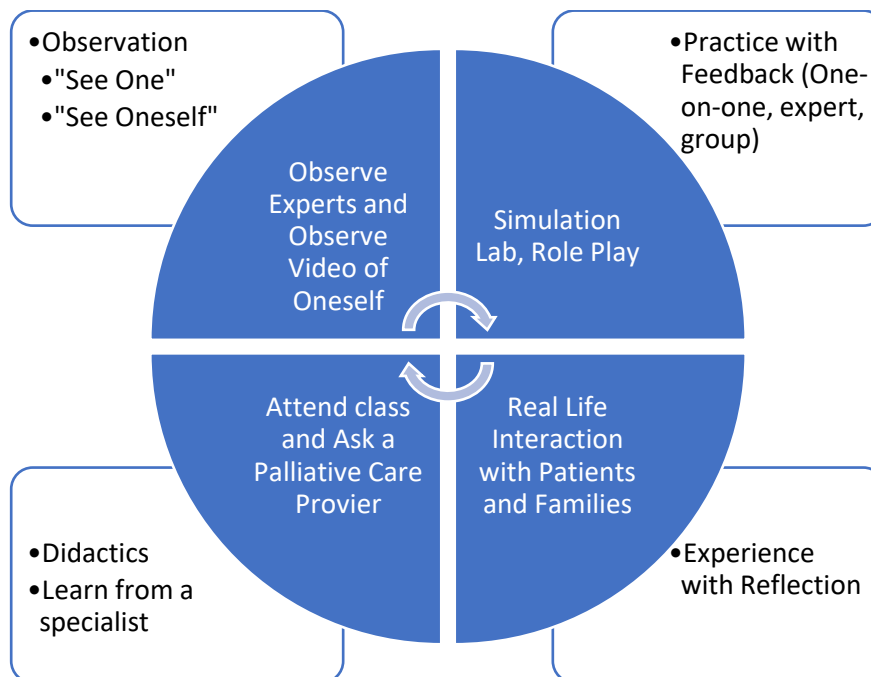 •Observation
•"See One"
•"See Oneself"
Observe
Experts and
Observe
Video of
Oneself
•Practice with
Feedback (One-
on-one, expert,
group)
Simulation
Lab, Role Play
Attend class
and Ask a
Palliative Care
Provier
•Didactics
•Learn from a
specialist
Real Life
Interaction
with Patients
and Families
•Experience
with Reflection